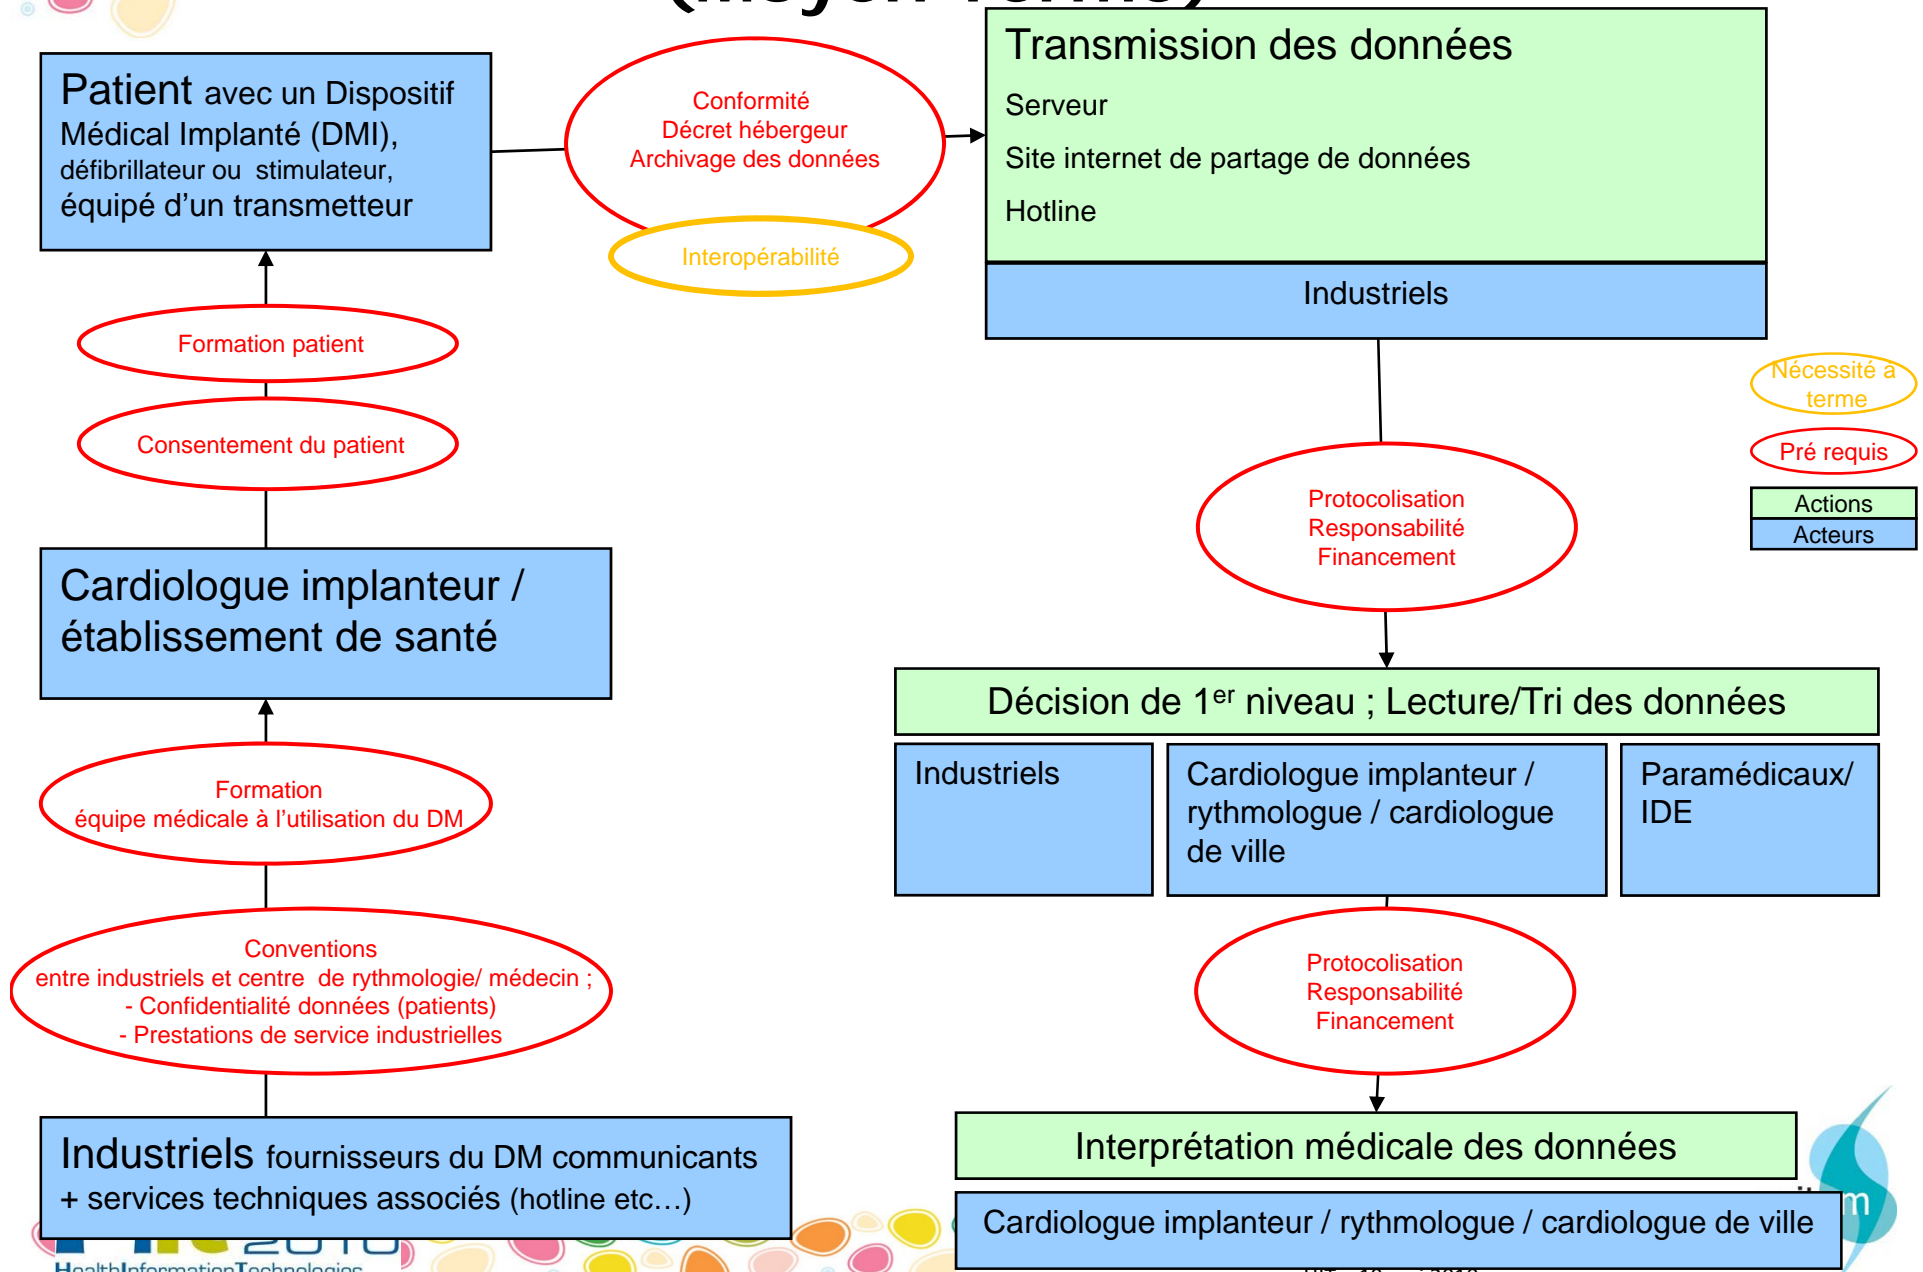 (Moyen Terme)
Patient avec un Dispositif
Médical Implanté (DMI),
défibrillateur ou stimulateur,
équipé d’un transmetteur
Conformité
Décret hébergeur
Archivage des données
Interopérabilité
Transmission des données
Serveur
Site internet de partage de données
Hotline
Industriels
Formation patient
Consentement du patient
Nécessité à
terme
Pré requis
Actions
Acteurs
Protocolisation
Responsabilité
Financement
Cardiologue implanteur /
établissement de santé
Décision de 1er niveau ; Lecture/Tri des données
Industriels
Cardiologue implanteur /
rythmologue / cardiologue
de ville
Paramédicaux/
IDE
Formation
équipe médicale à l’utilisation du DM
Conventions
entre industriels et centre de rythmologie/ médecin ;
- Confidentialité données (patients)
- Prestations de service industrielles
Protocolisation
Responsabilité
Financement
Industriels fournisseurs du DM communicants
+ services techniques associés (hotline etc…)
Interprétation médicale des données
Cardiologue implanteur / rythmologue / cardiologue de ville
2010
HealthInformationTechnologies